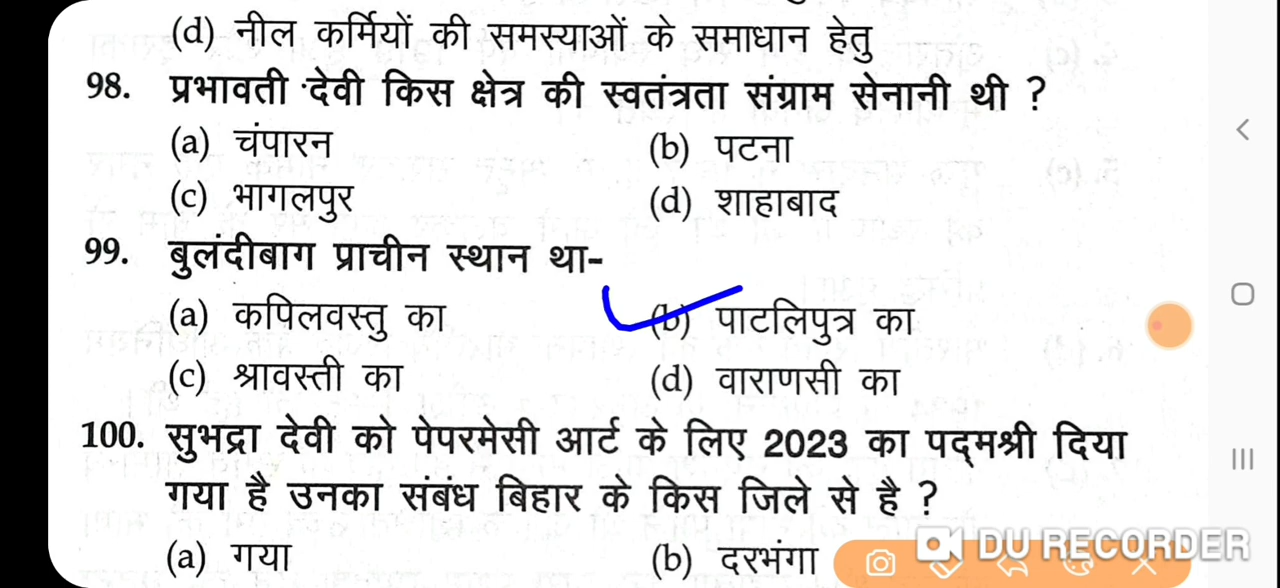 (d) नील कर्मियों की समस्याओं के समाधान हेतु
98. प्रभावती देवी किस क्षेत्र की स्वतंत्रता संग्राम सेनानी थी ?
(a) चंपारन (b) पटना
(c) भागलपुर (d) शाहाबाद
99. बुलंदीबाग प्राचीन स्थान था-
(a) कपिलवस्तु का (b) पाटलिपुत्र का
(c) श्रावस्ती का (d) वाराणसी का
100. सुभद्रा देवी को पेपरमेसी आर्ट के लिए 2023 का पद्मश्री दिया
गया है उनका संबंध बिहार के किस जिले से है ?
(a) गया (b) दरभंगा
DU RECORDER